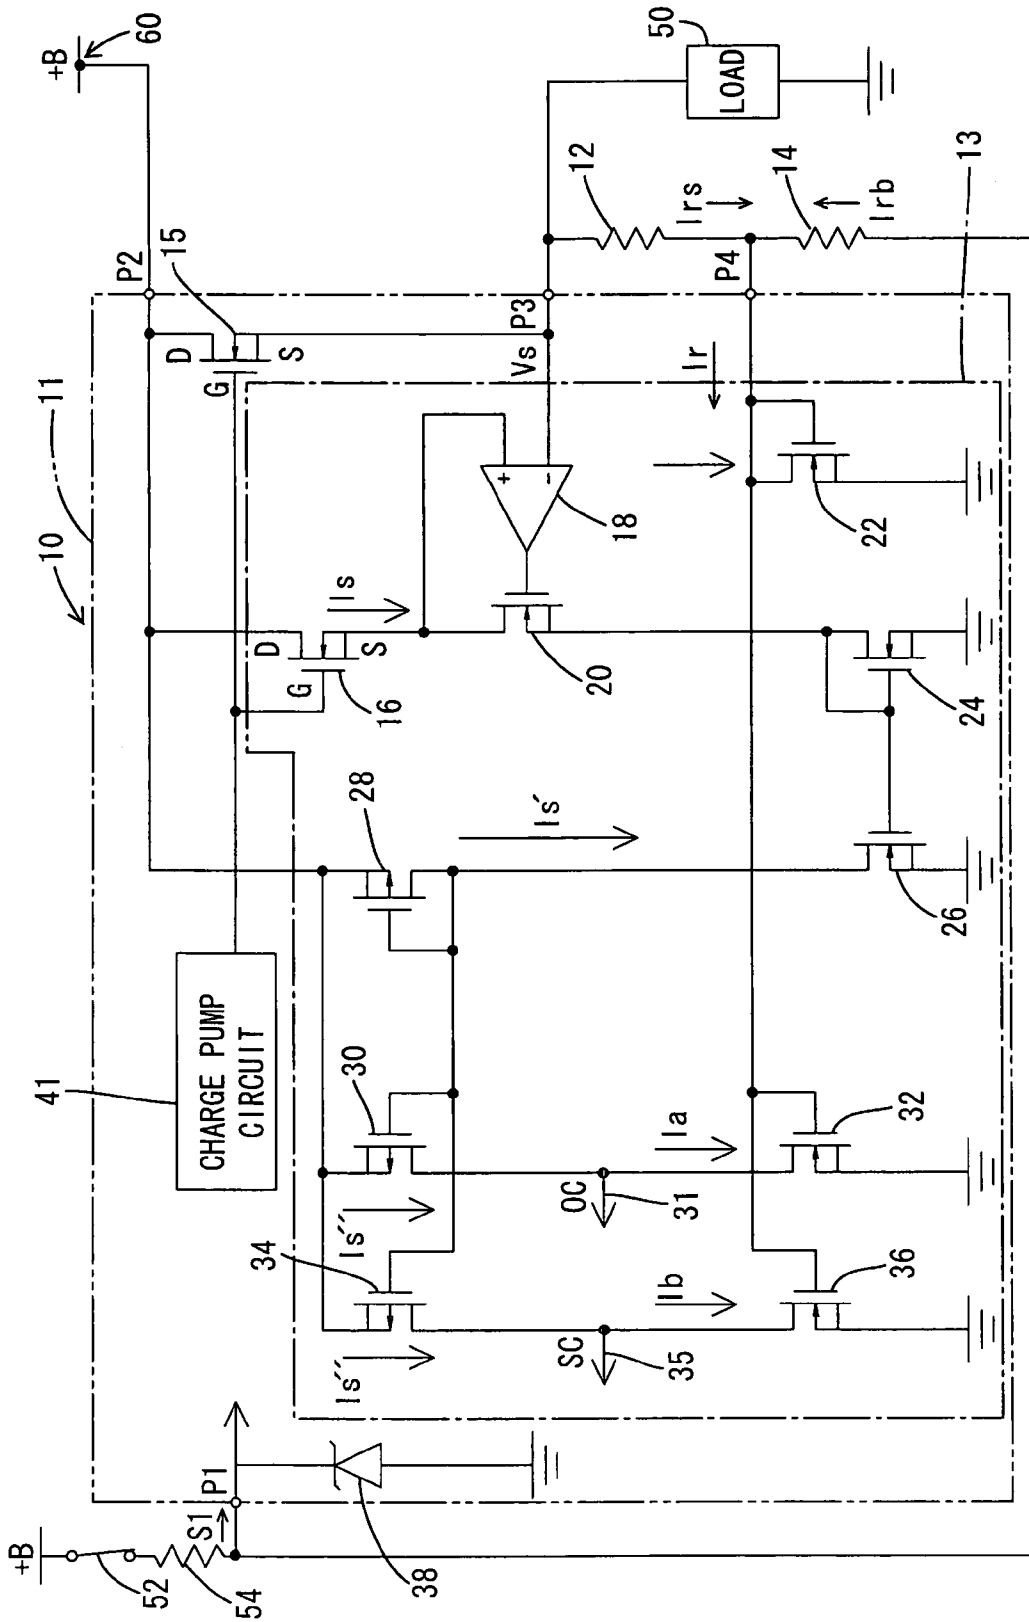 +B
60
10
11
P2
15
D
G
S
41
CHARGE PUMP
CIRCUIT
D
G
S
16
Is
28
P3
Vs
50
LOAD
+
-
18
20
12
Irs
14
Irb
13
P4
Ir
22
24
26
Is'
30
Is''
34
Is''
OC
31
Ia
32
SC
35
Ib
36
+B
52
54
S1
P1
38